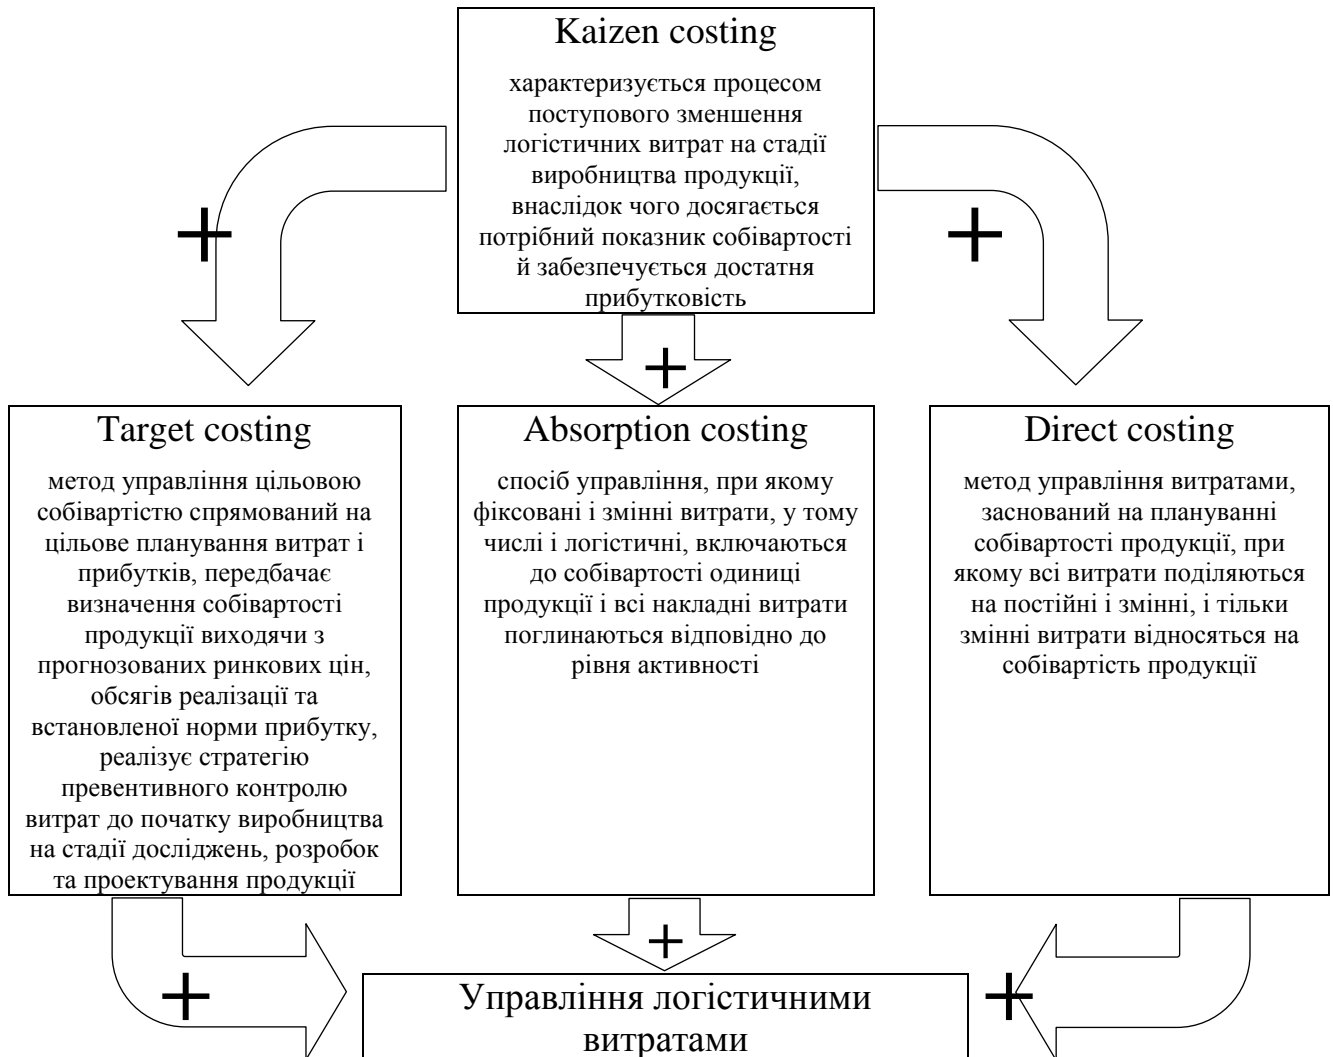 Kaizen costing
характеризується процесом
поступового зменшення
логістичних витрат на стадії
виробництва продукції,
внаслідок чого досягається
потрібний показник собівартості
й забезпечується достатня
прибутковість
+
+
+
Target costing
метод управління цільовою
собівартістю спрямований на
цільове планування витрат і
прибутків, передбачає
визначення собівартості
продукції виходячи з
прогнозованих ринкових цін,
обсягів реалізації та
встановленої норми прибутку,
реалізує стратегію
превентивного контролю
витрат до початку виробництва
на стадії досліджень, розробок
та проектування продукції
Absorption costing
спосіб управління, при якому
фіксовані і змінні витрати, у тому
числі і логістичні, включаються
до собівартості одиниці
продукції і всі накладні витрати
поглинаються відповідно до
рівня активності
Direct costing
метод управління витратами,
заснований на плануванні
собівартості продукції, при
якому всі витрати поділяються
на постійні і змінні, і тільки
змінні витрати відносяться на
собівартість продукції
+
+
+
Управління логістичними
витратами